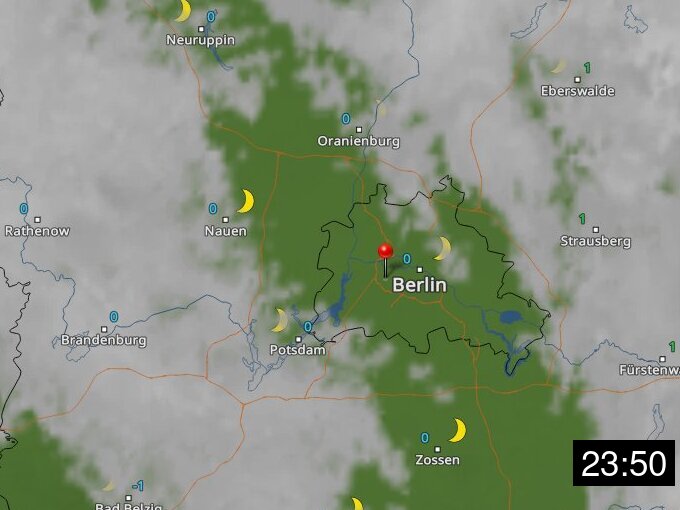 0
Neuruppin
1
Eberswalde
0
Oranienburg
0
Rathenow
0
Nauen
1
Strausberg
0
Berlin
0
Brandenburg
0
Potsdam
1
Fürstenwa
0
Zossen
23:50
-1
Bad Belzig